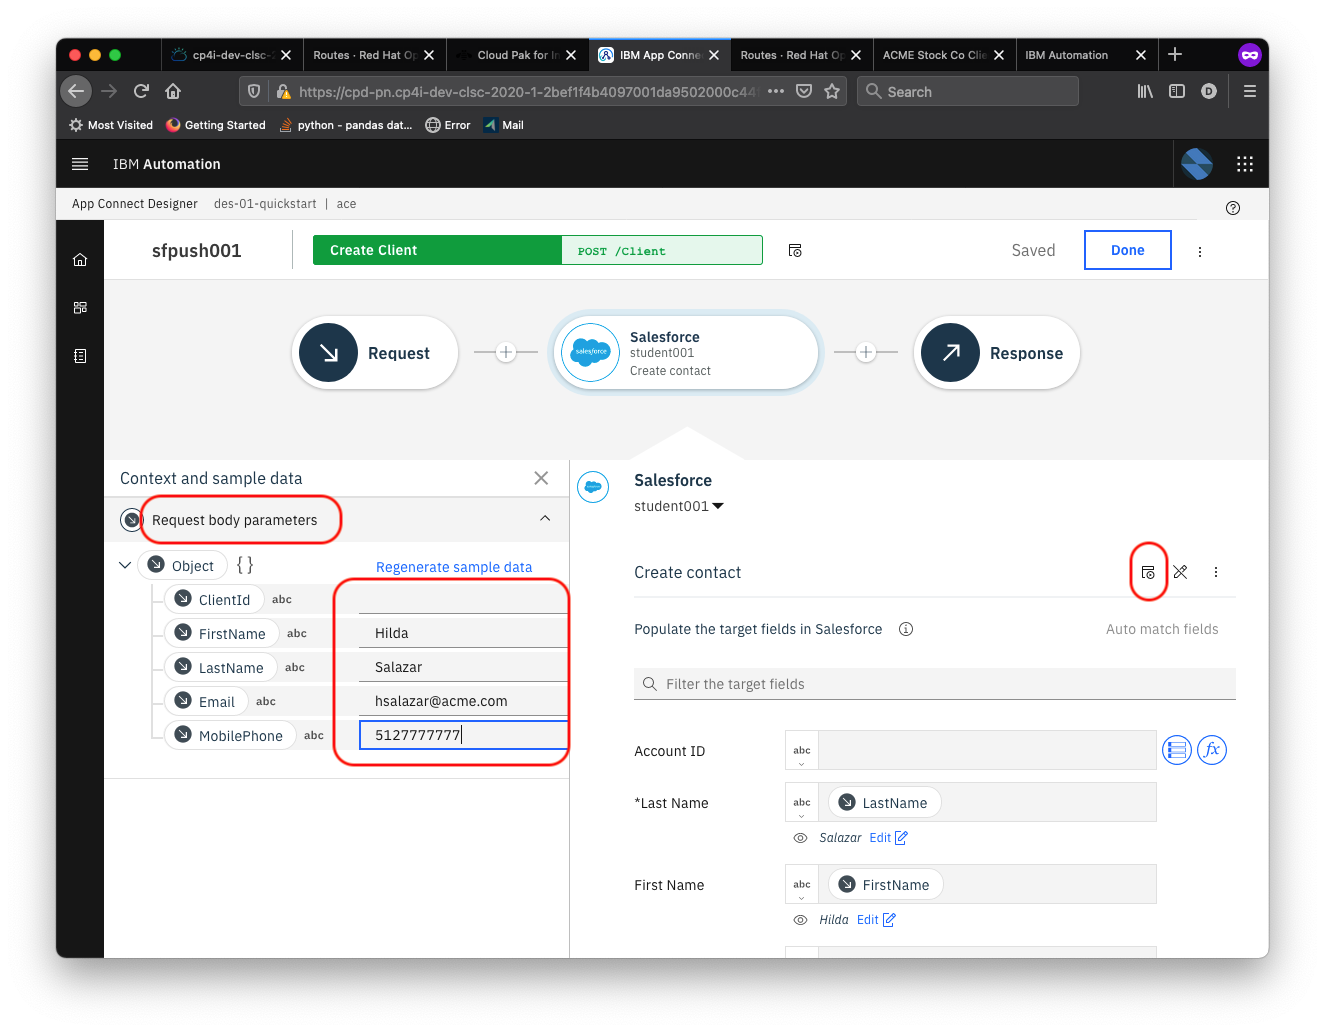 cp4i-dev-clsc-2
Routes · Red Hat Op
Cloud Pak for In
IBM App Connec
Routes · Red Hat Op
ACME Stock Co Clie
IBM Automation
https://cpd-pn.cp4i-dev-clsc-2020-1-2bef1f4b4097001da9502000c44
Search
D
Most Visited
Getting Started
python - pandas dat...
Error
Mail
IBM Automation
App Connect Designer
des-01-quickstart | ace
sfpush001
Create Client
POST /Client
Saved
Done
Request
salesforce
Salesforce
student001
Create contact
Response
Context and sample data
Request body parameters
Object { }
Regenerate sample data
ClientId abc
FirstName abc Hilda
LastName abc Salazar
Email abc hsalazar@acme.com
MobilePhone abc 5127777777
Salesforce
student001
Create contact
Populate the target fields in Salesforce
Auto match fields
Filter the target fields
Account ID abc fx
*Last Name abc LastName
Salazar Edit
First Name abc FirstName
Hilda Edit